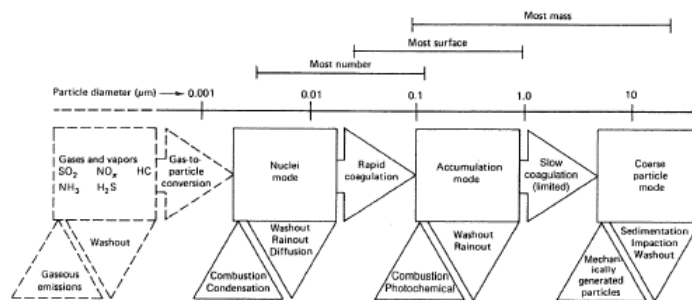 Most mass
Most surface
Most number
Particle diameter (μm) → 0.001 0.01 0.1 1.0 10
Gases and vapors
SO₂ NOₓ HC
NH₃ H₂S
Gas-to-
particle
conversion
Nuclei
mode
Rapid
coagulation
Accumulation
mode
Slow
coagulation
(limited)
Coarse
particle
mode
Gaseous
emissions
Washout
Combustion
Condensation
Washout
Rainout
Diffusion
Combustion
Photochemical
Washout
Rainout
Mechan-
ically
generated
particles
Sedimentation
Impaction
Washout